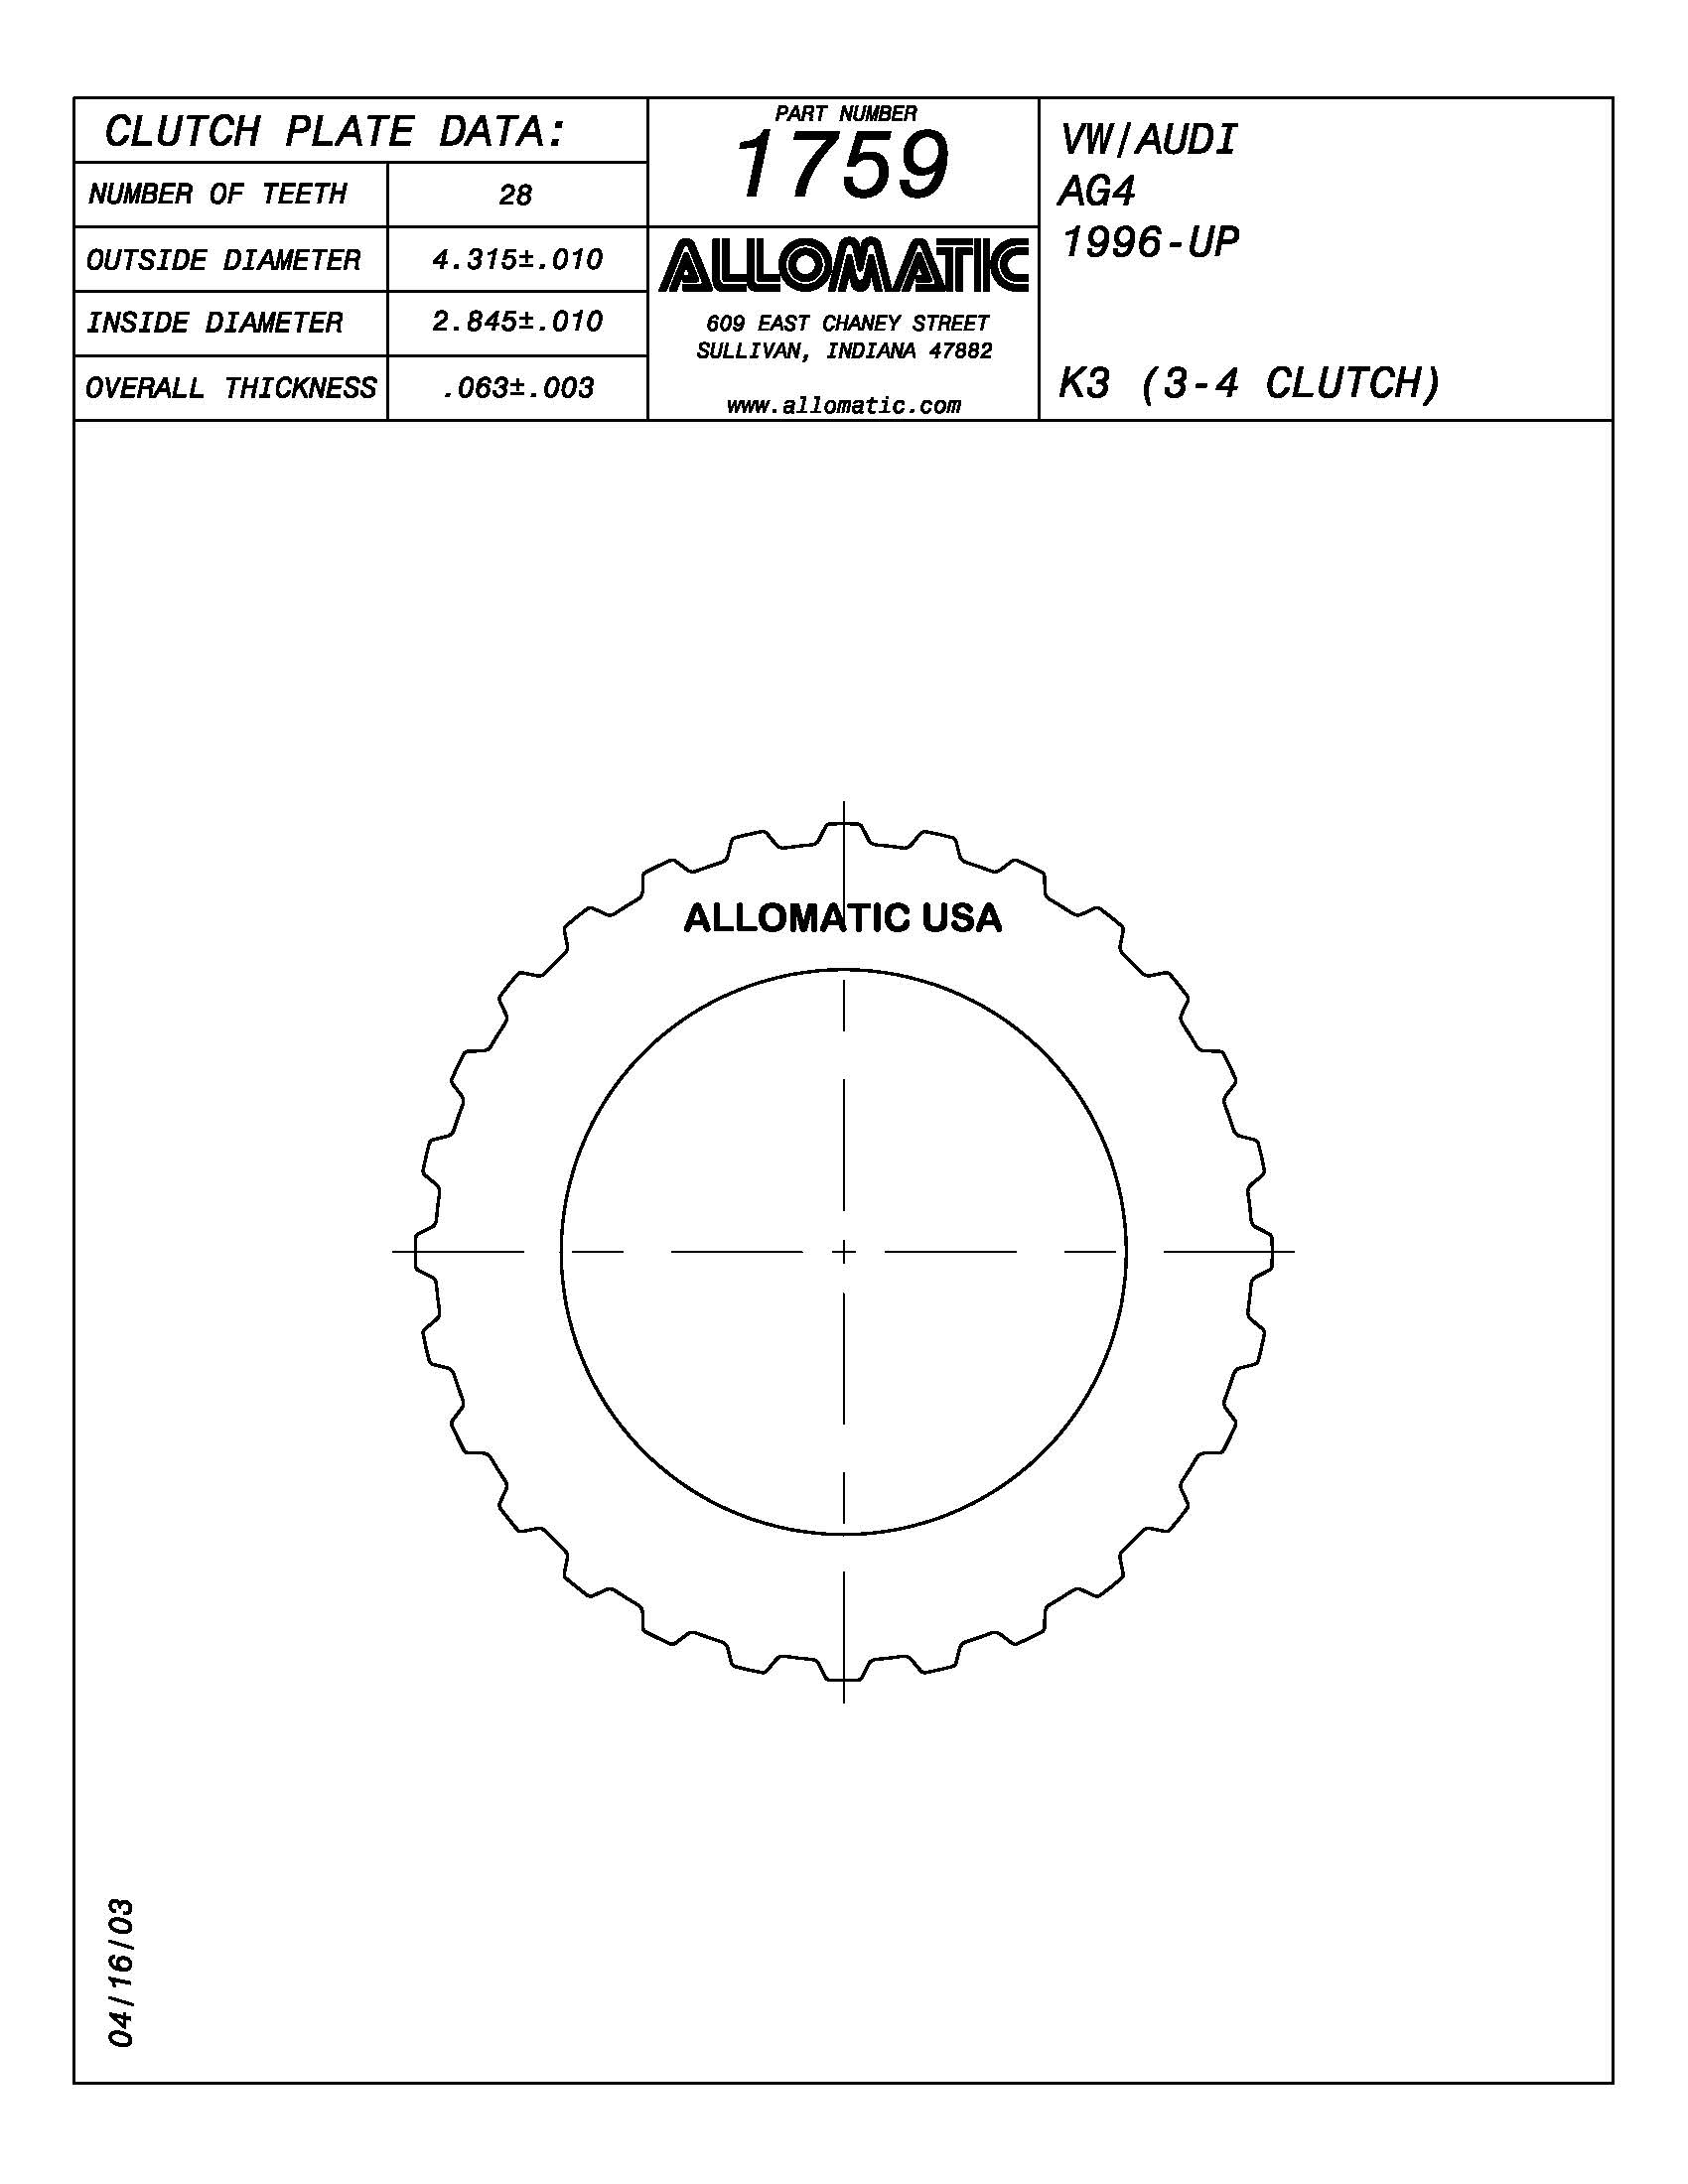 CLUTCH PLATE DATA:
NUMBER OF TEETH 28
OUTSIDE DIAMETER 4.315±.010
INSIDE DIAMETER 2.845±.010
OVERALL THICKNESS .063±.003
PART NUMBER
1759
ALLOMATIC
609 EAST CHANEY STREET
SULLIVAN, INDIANA 47882
www.allomatic.com
VW/AUDI
AG4
1996-UP
K3 (3-4 CLUTCH)
ALLOMATIC USA
04/16/03